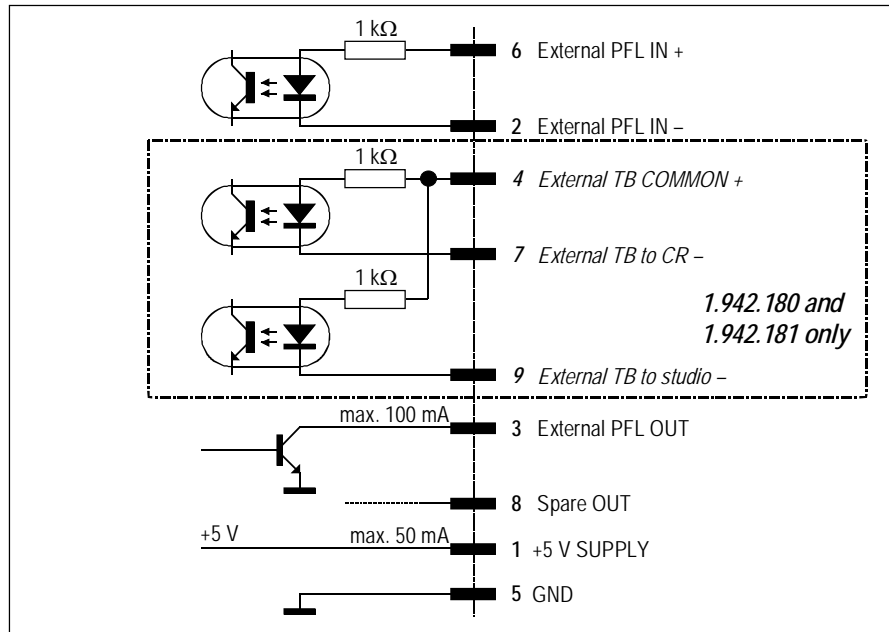 1 kΩ
6 External PFL IN +
2 External PFL IN –
1 kΩ
4 External TB COMMON +
7 External TB to CR –
1 kΩ
1.942.180 and
1.942.181 only
9 External TB to studio –
max. 100 mA
3 External PFL OUT
8 Spare OUT
+5 V max. 50 mA
1 +5 V SUPPLY
5 GND